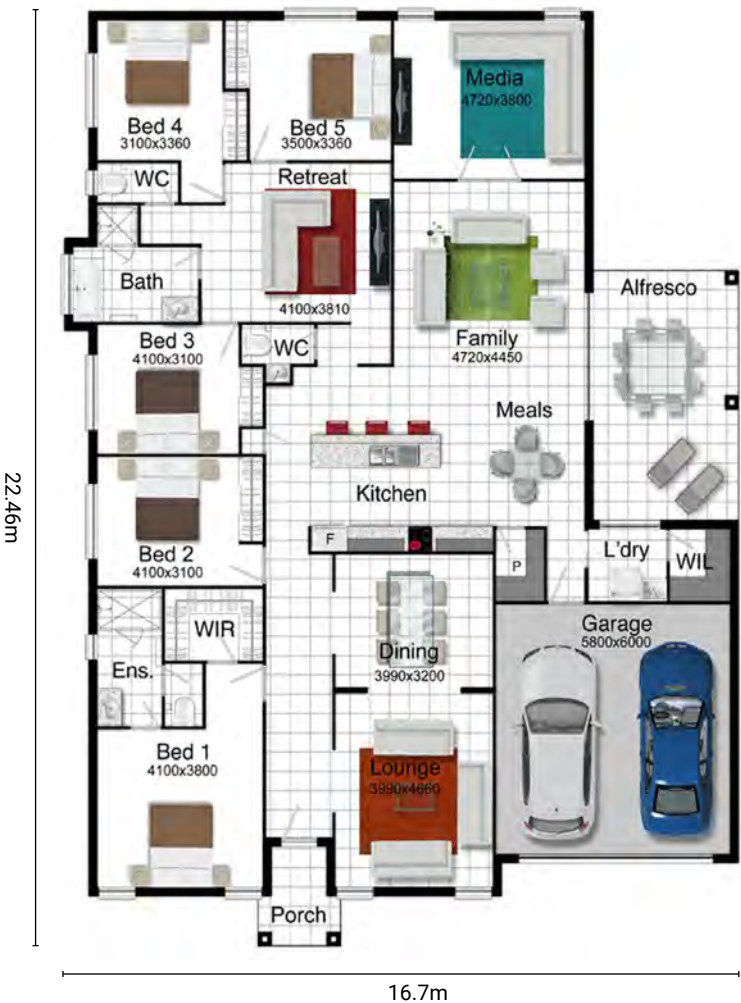 Bed 4
3100x3360
Bed 5
3500x3360
Media
4720x3800
WC
Retreat
4100x3810
Bath
Alfresco
Family
4720x4450
Bed 3
4100x3100
WC
Meals
Kitchen
22.46m
F
P
L'dry
WIL
Bed 2
4100x3100
WIR
Ens.
Dining
3990x3200
Garage
5800x6000
Bed 1
4100x3800
Lounge
3990x4660
Porch
16.7m